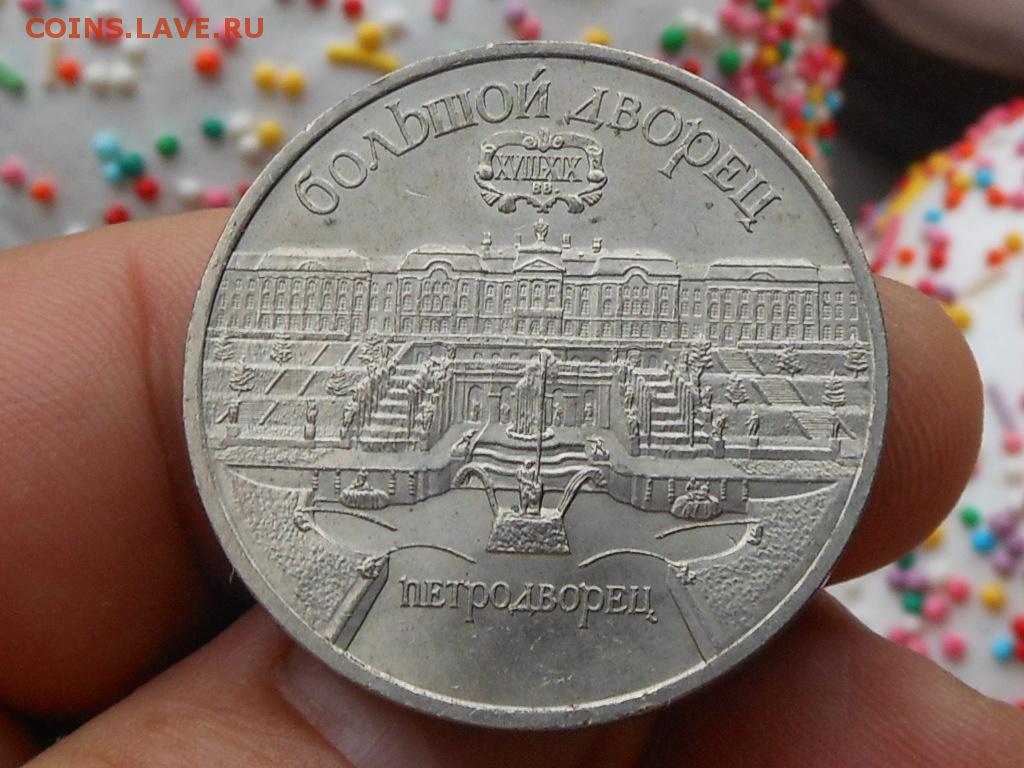 COINS.LAVE.RU
БОЛЬШОЙ ДВОРЕЦ
XVIII-XIX
ВВ.
ПЕТРОДВОРЕЦ